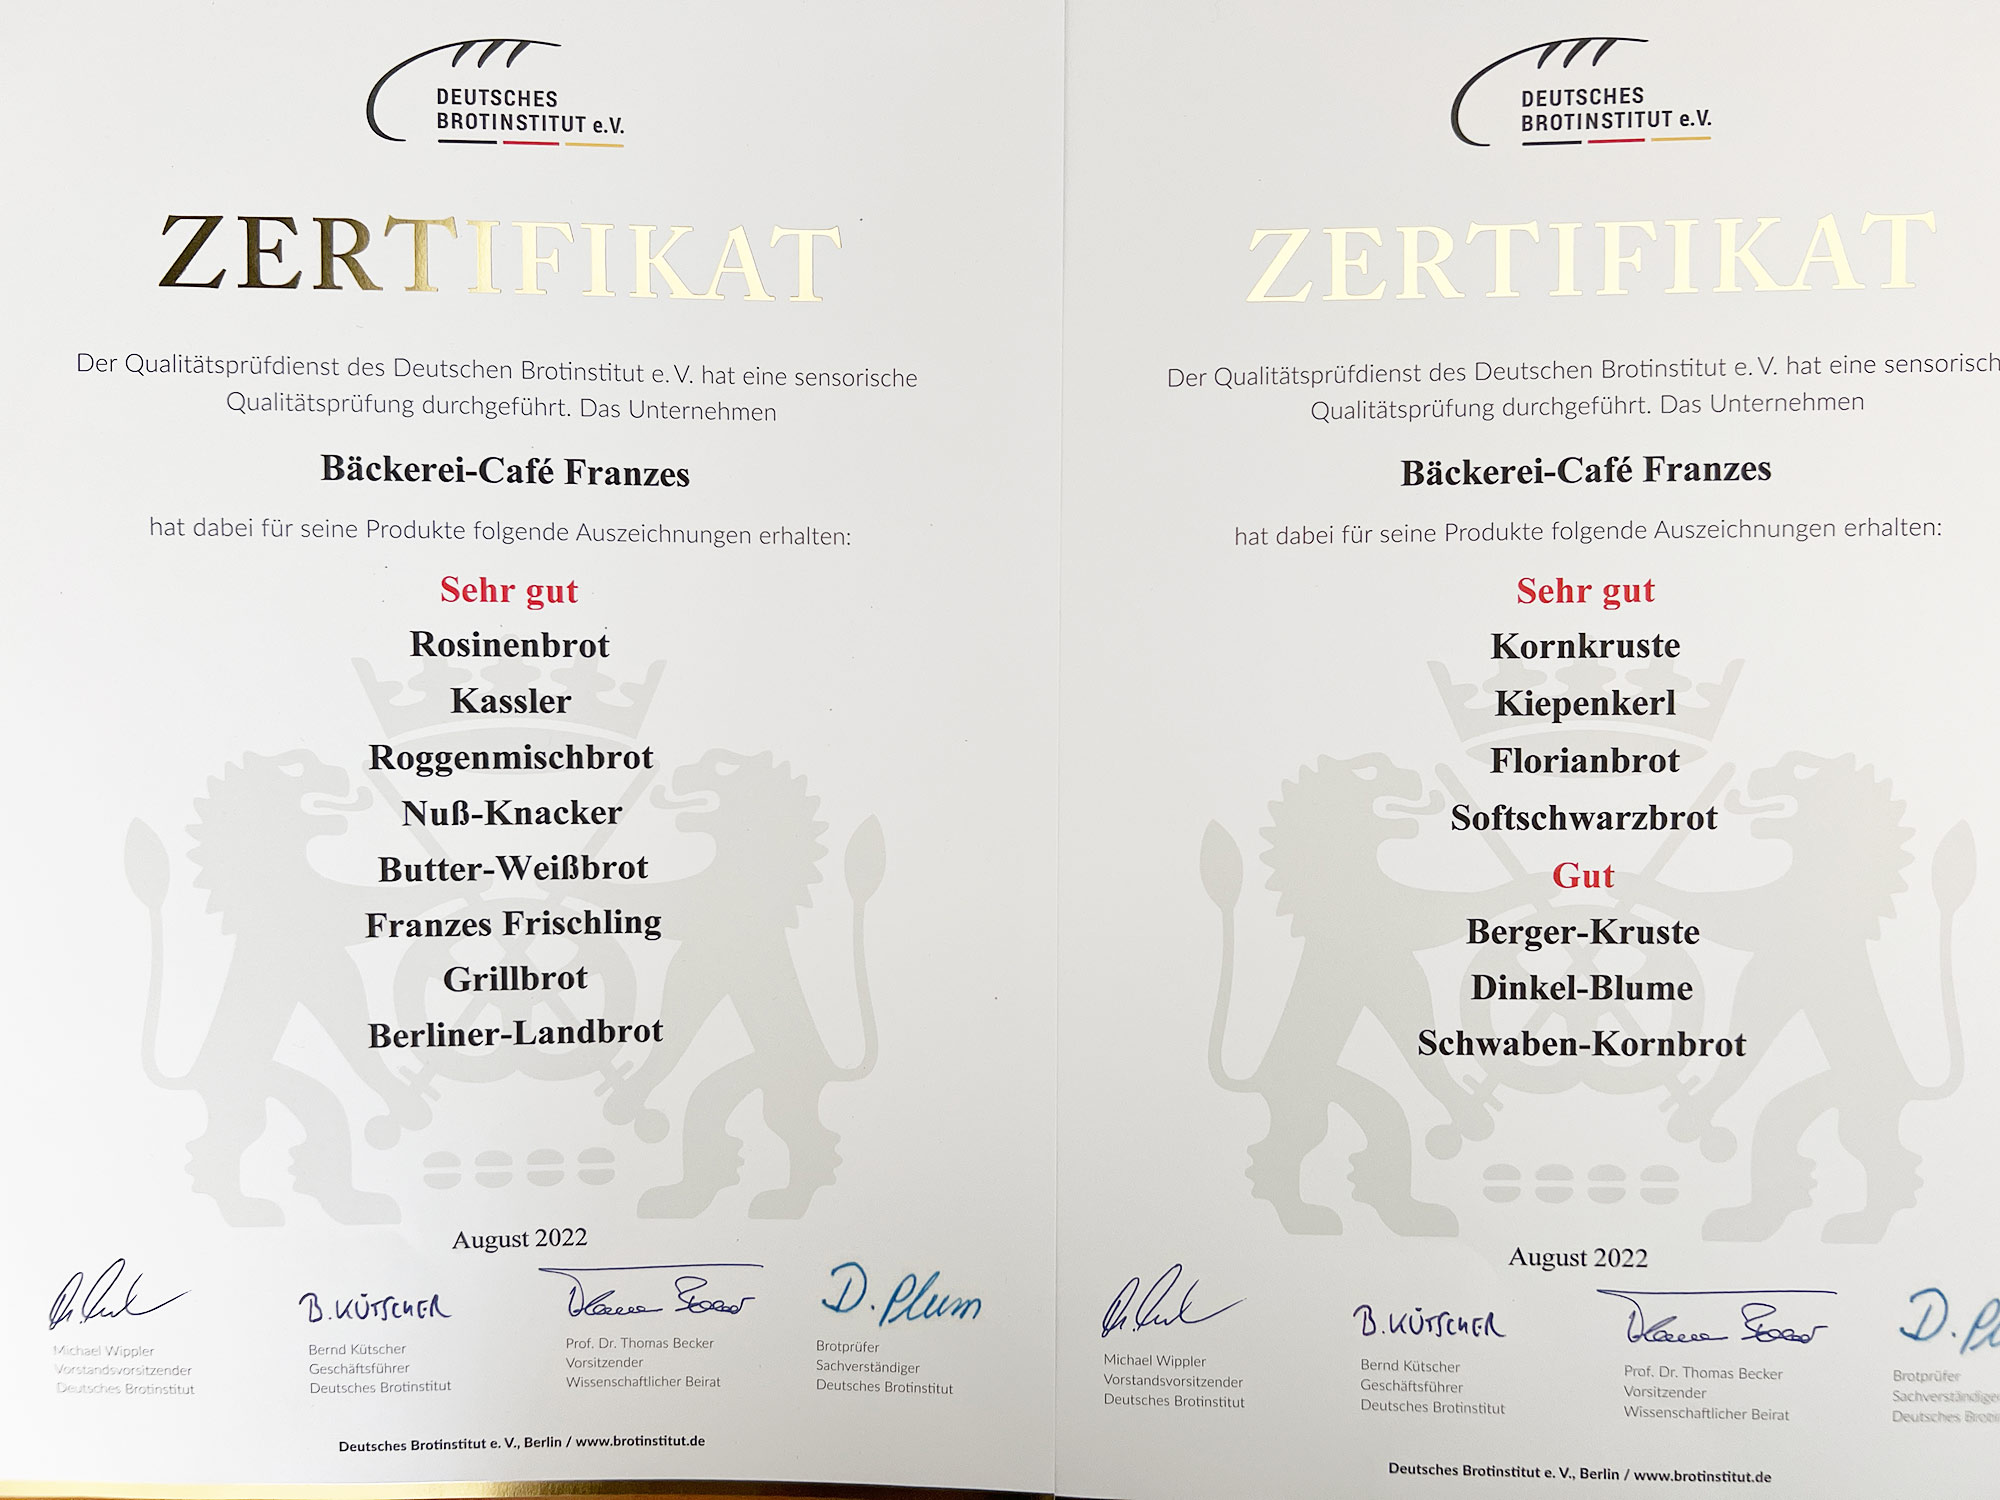 DEUTSCHES
BROTINSTITUT e.V.
ZERTIFIKAT
Der Qualitätsprüfdienst des Deutschen Brotinstitut e. V. hat eine sensorische
Qualitätsprüfung durchgeführt. Das Unternehmen
Bäckerei-Café Franzes
hat dabei für seine Produkte folgende Auszeichnungen erhalten:
Sehr gut
Rosinenbrot
Kassler
Roggenmischbrot
Nuß-Knacker
Butter-Weißbrot
Franzes Frischling
Grillbrot
Berliner-Landbrot
August 2022
B. KÜTSCHER
D. Plum
Michael Wippler
Vorstandsvorsitzender
Deutsches Brotinstitut
Bernd Kütscher
Geschäftsführer
Deutsches Brotinstitut
Prof. Dr. Thomas Becker
Vorsitzender
Wissenschaftlicher Beirat
Brotprüfer
Sachverständiger
Deutsches Brotinstitut
Deutsches Brotinstitut e. V., Berlin / www.brotinstitut.de
DEUTSCHES
BROTINSTITUT e.V.
ZERTIFIKAT
Der Qualitätsprüfdienst des Deutschen Brotinstitut e. V. hat eine sensorisch
Qualitätsprüfung durchgeführt. Das Unternehmen
Bäckerei-Café Franzes
hat dabei für seine Produkte folgende Auszeichnungen erhalten:
Sehr gut
Kornkruste
Kiepenkerl
Florianbrot
Softschwarzbrot
Gut
Berger-Kruste
Dinkel-Blume
Schwaben-Kornbrot
August 2022
B. KÜTSCHER
D. Pl
Michael Wippler
Vorstandsvorsitzender
Deutsches Brotinstitut
Bernd Kütscher
Geschäftsführer
Deutsches Brotinstitut
Prof. Dr. Thomas Becker
Vorsitzender
Wissenschaftlicher Beirat
Brotprüfer
Sachverständiger
Deutsches Broti
Deutsches Brotinstitut e. V., Berlin / www.brotinstitut.de